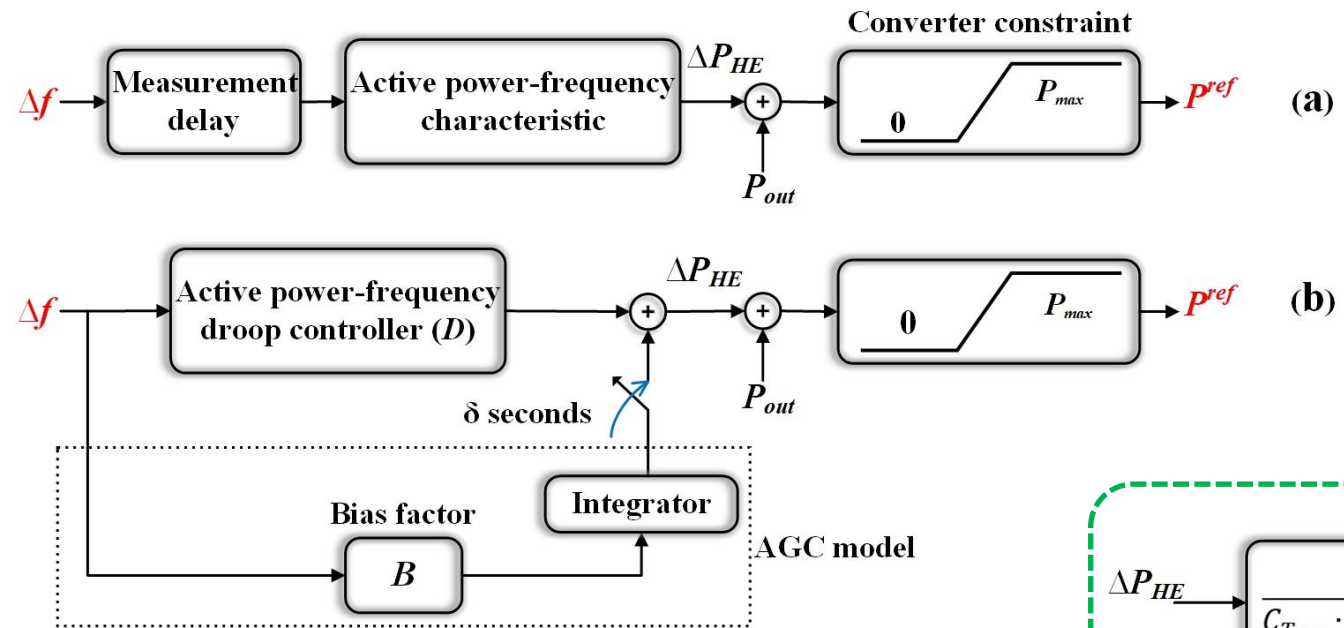 Converter constraint
Δf
Measurement
delay
Active power-frequency
characteristic
ΔP_HE
+
P_out
0
P_max
P^ref
(a)
Δf
Active power-frequency
droop controller (D)
+
ΔP_HE
+
P_out
0
P_max
P^ref
(b)
δ seconds
Integrator
Bias factor
B
AGC model
ΔP_HE